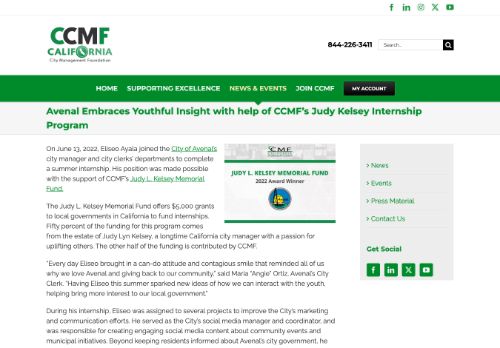 CCMF
CALIFORNIA
City Management Foundation
844-226-3411
Search...
HOME SUPPORTING EXCELLENCE NEWS & EVENTS JOIN CCMF MY ACCOUNT
Avenal Embraces Youthful Insight with help of CCMF's Judy Kelsey Internship
Program
On June 13, 2022, Eliseo Ayala joined the City of Avenal's
city manager and city clerks' departments to complete
a summer internship. His position was made possible
with the support of CCMF's Judy L. Kelsey Memorial
Fund.
The Judy L. Kelsey Memorial Fund offers $5,000 grants
to local governments in California to fund internships.
Fifty percent of the funding for this program comes
from the estate of Judy Lyn Kelsey, a longtime California city manager with a passion for
uplifting others. The other half of the funding is contributed by CCMF.
"Every day Eliseo brought in a can-do attitude and contagious smile that reminded all of us
why we love Avenal and giving back to our community," said Maria "Angie" Ortiz, Avenal's City
Clerk. "Having Eliseo this summer sparked new ideas of how we can interact with the youth,
helping bring more interest to our local government."
During his internship, Eliseo was assigned to several projects to improve the City's marketing
and communication efforts. He served as the City's social media manager and coordinator, and
was responsible for creating engaging social media content about community events and
municipal initiatives. Beyond keeping residents informed about Avenal's city government, he
CCMF
JUDY L. KELSEY MEMORIAL FUND
2022 Award Winner
> News
> Events
> Press Material
> Contact Us
Get Social